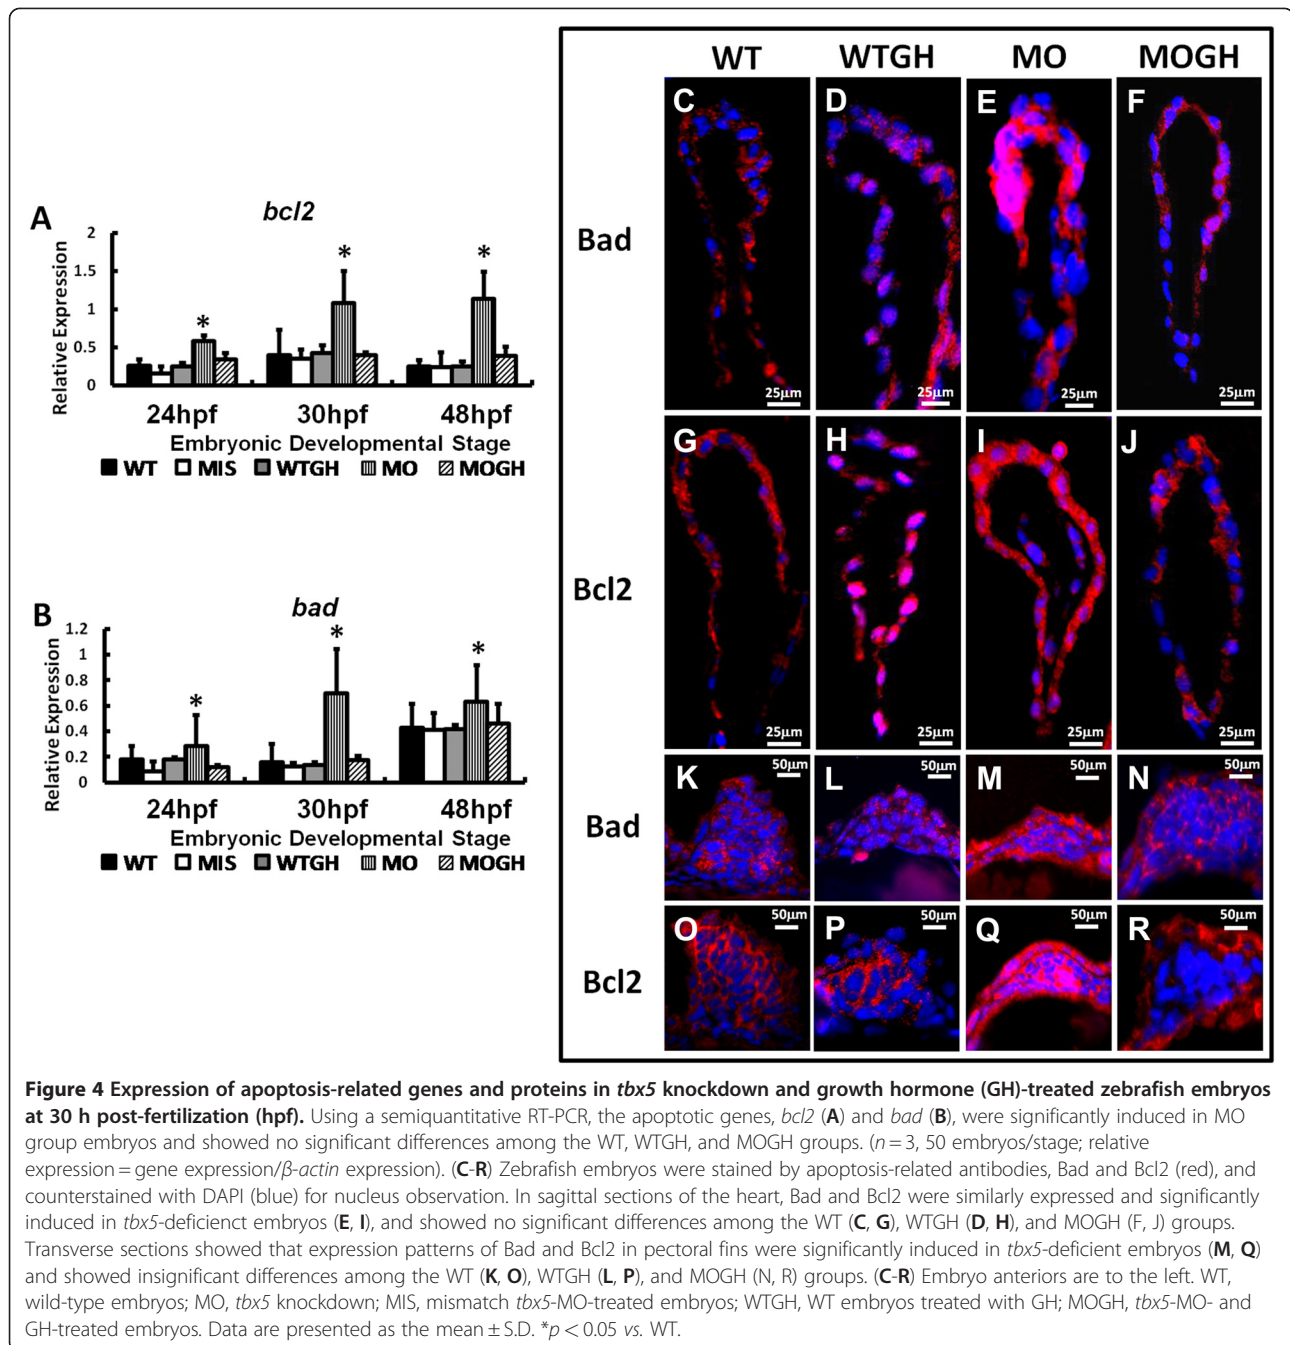 WT WTGH MO MOGH
A
bcl2
Relative Expression
2
1.5
1
0.5
0
* * *
24hpf 30hpf 48hpf
Embryonic Developmental Stage
WT MIS WTGH MO MOGH
B
bad
Relative Expression
1.2
1
0.8
0.6
0.4
0.2
0
* * *
24hpf 30hpf 48hpf
Embryonic Developmental Stage
WT MIS WTGH MO MOGH
Bad
C D E F
25μm 25μm 25μm 25μm
Bcl2
G H I J
25μm 25μm 25μm 25μm
Bad
K L M N
50μm 50μm 50μm 50μm
Bcl2
O P Q R
50μm 50μm 50μm 50μm
Figure 4 Expression of apoptosis-related genes and proteins in tbx5 knockdown and growth hormone (GH)-treated zebrafish embryos
at 30 h post-fertilization (hpf). Using a semiquantitative RT-PCR, the apoptotic genes, bcl2 (A) and bad (B), were significantly induced in MO
group embryos and showed no significant differences among the WT, WTGH, and MOGH groups. (n = 3, 50 embryos/stage; relative
expression = gene expression/β-actin expression). (C-R) Zebrafish embryos were stained by apoptosis-related antibodies, Bad and Bcl2 (red), and
counterstained with DAPI (blue) for nucleus observation. In sagittal sections of the heart, Bad and Bcl2 were similarly expressed and significantly
induced in tbx5-deficienct embryos (E, I), and showed no significant differences among the WT (C, G), WTGH (D, H), and MOGH (F, J) groups.
Transverse sections showed that expression patterns of Bad and Bcl2 in pectoral fins were significantly induced in tbx5-deficient embryos (M, Q)
and showed insignificant differences among the WT (K, O), WTGH (L, P), and MOGH (N, R) groups. (C-R) Embryo anteriors are to the left. WT,
wild-type embryos; MO, tbx5 knockdown; MIS, mismatch tbx5-MO-treated embryos; WTGH, WT embryos treated with GH; MOGH, tbx5-MO- and
GH-treated embryos. Data are presented as the mean ± S.D. *p < 0.05 vs. WT.